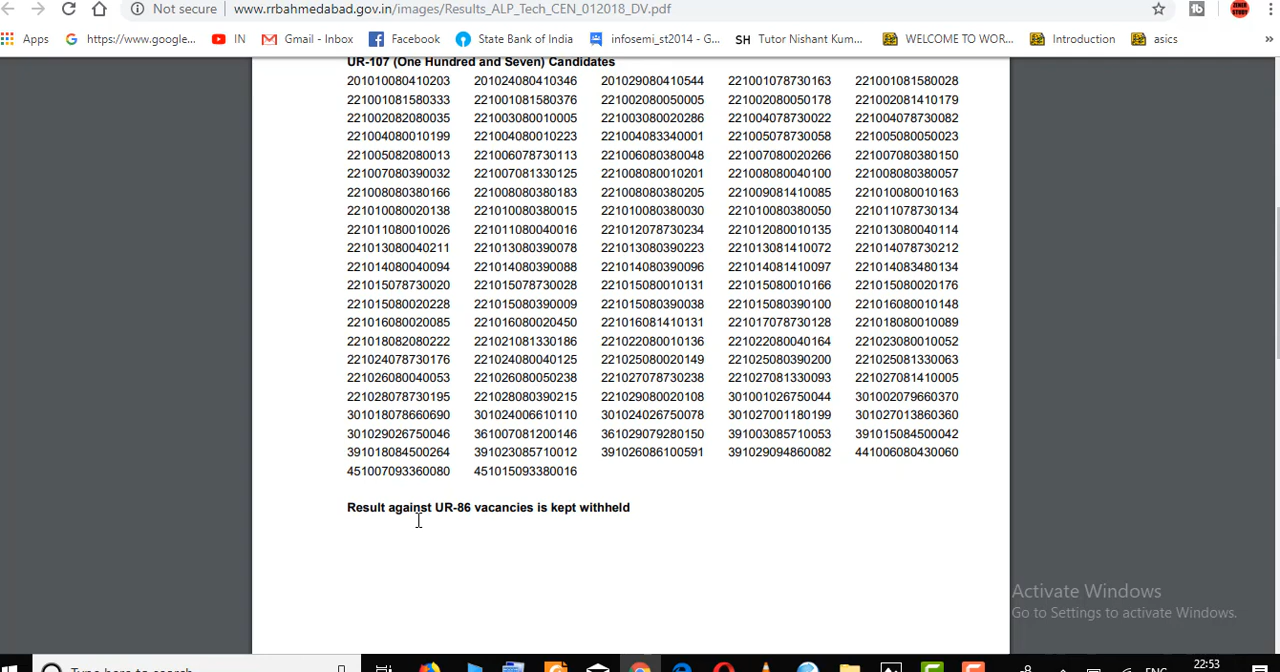 Not secure | www.rrbahmedabad.gov.in/images/Results_ALP_Tech_CEN_012018_DV.pdf
Apps https://www.google... IN Gmail - Inbox Facebook State Bank of India infosemi_st2014 - G... SH Tutor Nishant Kum... WELCOME TO WOR... Introduction asics »
UR-107 (One Hundred and Seven) Candidates
201010080410203 201024080410346 201029080410544 221001078730163 221001081580028
221001081580333 221001081580376 221002080050005 221002080050178 221002081410179
221002082080035 221003080010005 221003080020286 221004078730022 221004078730082
221004080010199 221004080010223 221004083340001 221005078730058 221005080050023
221005082080013 221006078730113 221006080380048 221007080020266 221007080380150
221007080390032 221007081330125 221008080010201 221008080040100 221008080380057
221008080380166 221008080380183 221008080380205 221009081410085 221010080010163
221010080020138 221010080380015 221010080380030 221010080380050 221011078730134
221011080010026 221011080040016 221012078730234 221012080010135 221013080040114
221013080040211 221013080390078 221013080390223 221013081410072 221014078730212
221014080040094 221014080390088 221014080390096 221014081410097 221014083480134
221015078730020 221015078730028 221015080010131 221015080010166 221015080020176
221015080020228 221015080390009 221015080390038 221015080390100 221016080010148
221016080020085 221016080020450 221016081410131 221017078730128 221018080010089
221018082080222 221021081330186 221022080010136 221022080040164 221023080010052
221024078730176 221024080040125 221025080020149 221025080390200 221025081330063
221026080040053 221026080050238 221027078730238 221027081330093 221027081410005
221028078730195 221028080390215 221029080020108 301001026750044 301002079660370
301018078660690 301024006610110 301024026750078 301027001180199 301027013860360
301029026750046 361007081200146 361029079280150 391003085710053 391015084500042
391018084500264 391023085710012 391026086100591 391029094860082 441006080430060
451007093360080 451015093380016
Result against UR-86 vacancies is kept withheld
Activate Windows
Go to Settings to activate Windows.
Type here to search
ENG
22:53